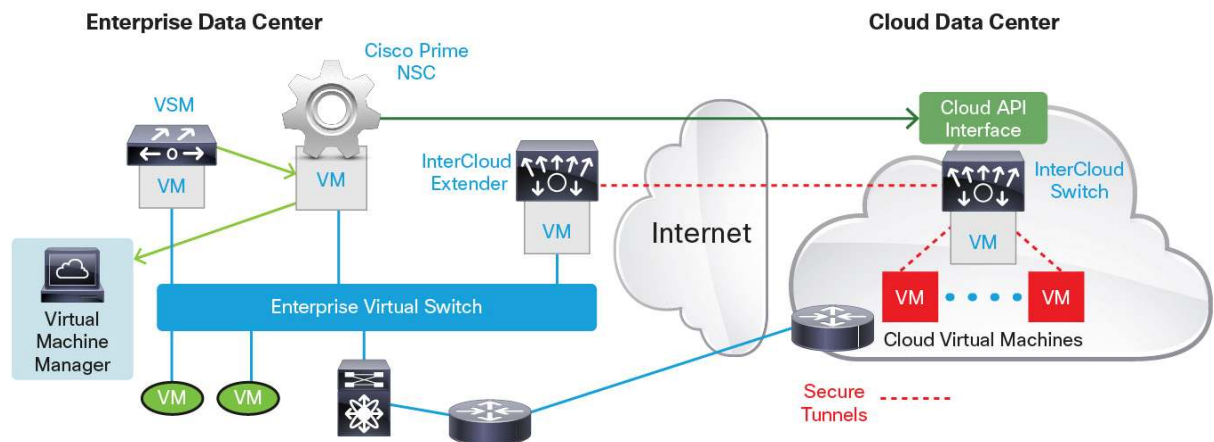 Enterprise Data Center
Cloud Data Center
Cisco Prime
NSC
VSM
Cloud API
Interface
InterCloud
Extender
InterCloud
Switch
VM
VM
VM
VM
Internet
VM
VM
Enterprise Virtual Switch
Virtual
Machine
Manager
Cloud Virtual Machines
VM
VM
Secure
Tunnels